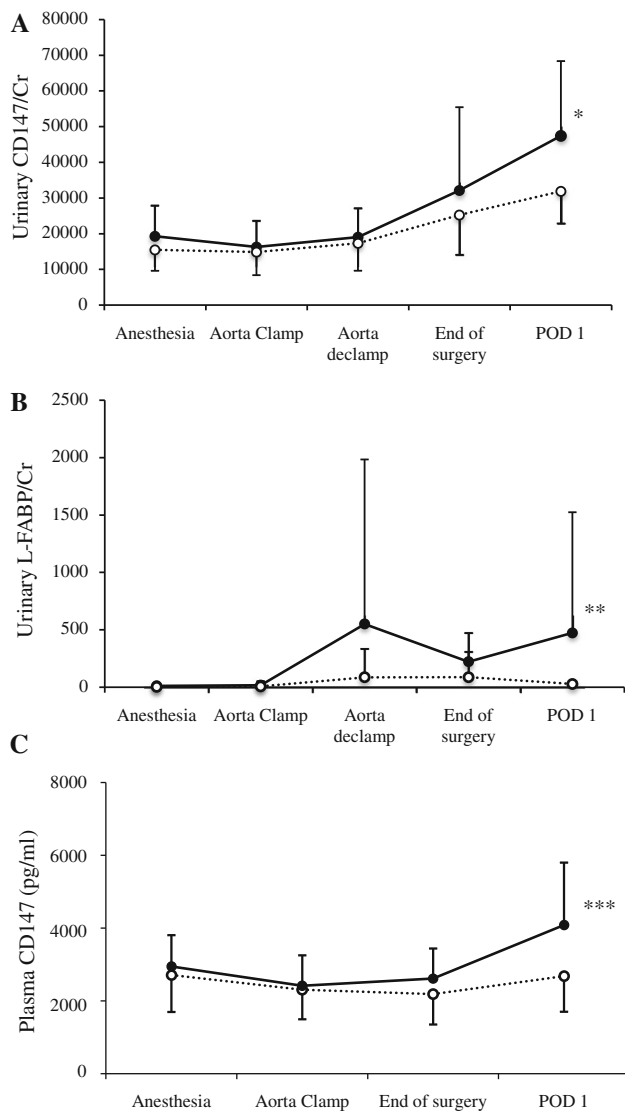 A
Urinary CD147/Cr
80000
70000
60000
50000
40000
30000
20000
10000
0
*
Anesthesia
Aorta Clamp
Aorta
declamp
End of
surgery
POD 1
B
Urinary L-FABP/Cr
2500
2000
1500
1000
500
0
**
Anesthesia
Aorta Clamp
Aorta
declamp
End of
surgery
POD 1
C
Plasma CD147 (pg/ml)
8000
6000
4000
2000
0
***
Anesthesia
Aorta Clamp
End of surgery
POD 1